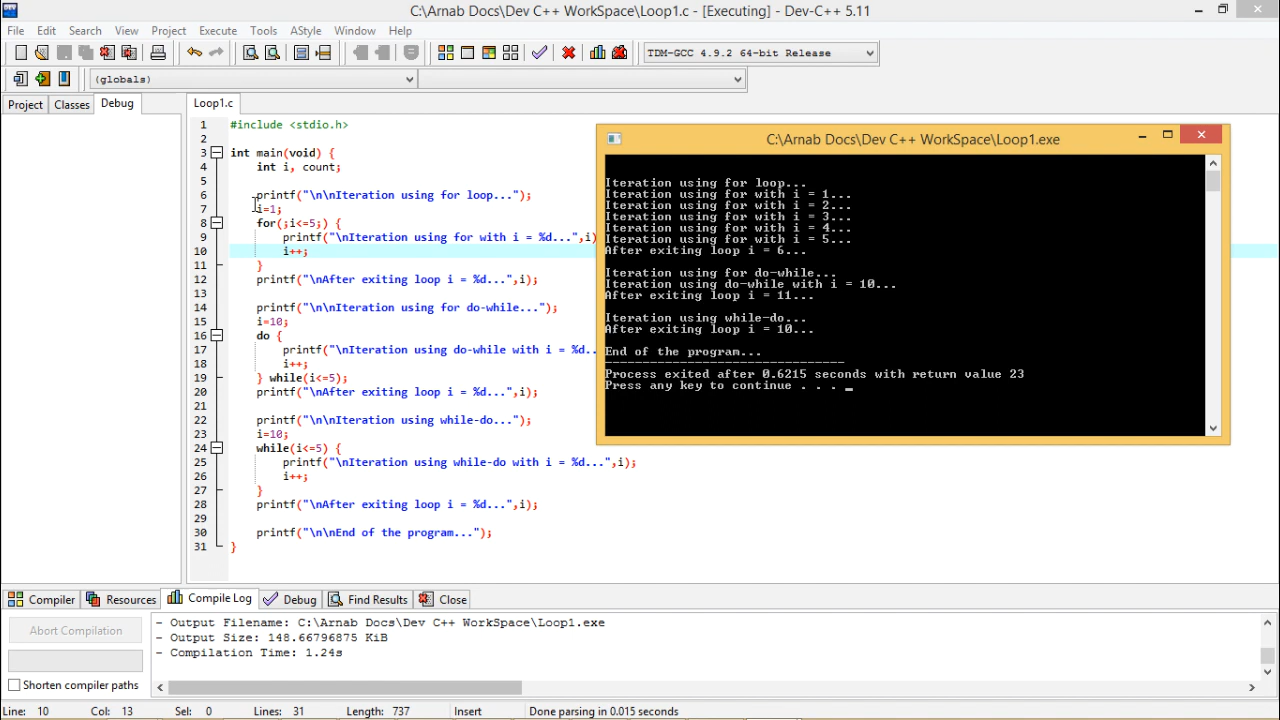 C:\Arnab Docs\Dev C++ WorkSpace\Loop1.c - [Executing] - Dev-C++ 5.11
File Edit Search View Project Execute Tools AStyle Window Help
TDM-GCC 4.9.2 64-bit Release
(globals)
Project Classes Debug
Loop1.c
1 #include <stdio.h>
2
3 int main(void) {
4 int i, count;
5
6 printf("\n\nIteration using for loop...");
7 i=1;
8 for(;i<=5;) {
9 printf("\nIteration using for with i = %d...",i)
10 i++;
11 }
12 printf("\nAfter exiting loop i = %d...",i);
13
14 printf("\n\nIteration using for do-while...");
15 i=10;
16 do {
17 printf("\nIteration using do-while with i = %d..
18 i++;
19 } while(i<=5);
20 printf("\nAfter exiting loop i = %d...",i);
21
22 printf("\n\nIteration using while-do...");
23 i=10;
24 while(i<=5) {
25 printf("\nIteration using while-do with i = %d...",i);
26 i++;
27 }
28 printf("\nAfter exiting loop i = %d...",i);
29
30 printf("\n\nEnd of the program...");
31 }
C:\Arnab Docs\Dev C++ WorkSpace\Loop1.exe
Iteration using for loop...
Iteration using for with i = 1...
Iteration using for with i = 2...
Iteration using for with i = 3...
Iteration using for with i = 4...
Iteration using for with i = 5...
After exiting loop i = 6...
Iteration using for do-while...
Iteration using do-while with i = 10...
After exiting loop i = 11...
Iteration using while-do...
After exiting loop i = 10...
End of the program...
--------------------------------
Process exited after 0.6215 seconds with return value 23
Press any key to continue . . . _
Compiler Resources Compile Log Debug Find Results Close
Abort Compilation
Shorten compiler paths
- Output Filename: C:\Arnab Docs\Dev C++ WorkSpace\Loop1.exe
- Output Size: 148.66796875 KiB
- Compilation Time: 1.24s
Line: 10 Col: 13 Sel: 0 Lines: 31 Length: 737 Insert Done parsing in 0.015 seconds